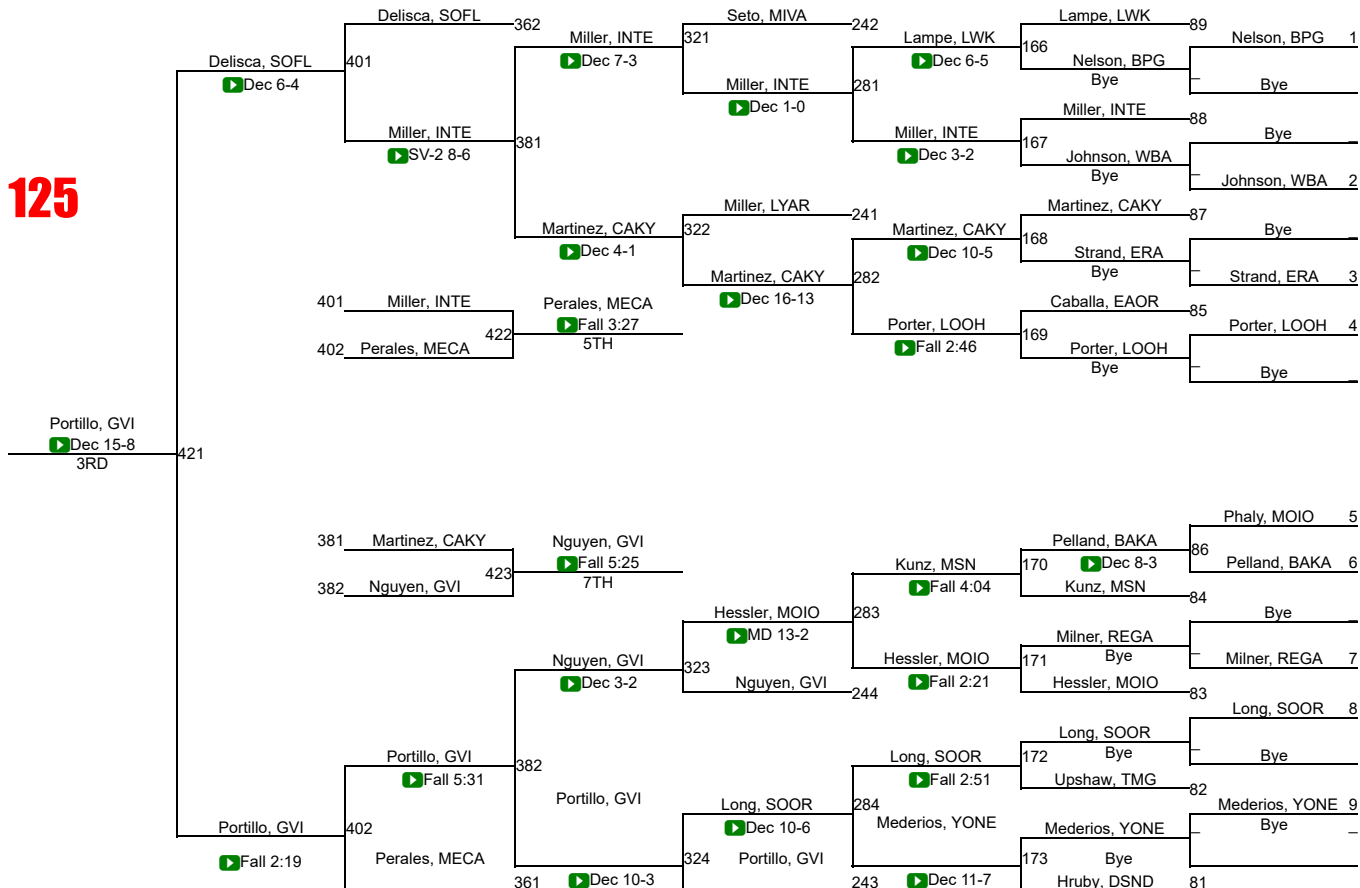 Delisca, SOFL 362 Seto, MIVA 242 Lampe, LWK 89
Miller, INTE 321 Lampe, LWK 166 Nelson, BPG 1
Delisca, SOFL 401 Dec 7-3 Dec 6-5 Nelson, BPG
Dec 6-4 Miller, INTE 281 Bye _ Bye _
Dec 1-0 Miller, INTE 88
Miller, INTE 381 Miller, INTE 167 Bye _
SV-2 8-6 Dec 3-2 Johnson, WBA
125 Bye _ Johnson, WBA 2
Miller, LYAR 241 Martinez, CAKY 87
Martinez, CAKY 322 Martinez, CAKY 168 Bye _
Dec 4-1 Dec 10-5 Strand, ERA
Martinez, CAKY 282 Bye _ Strand, ERA 3
401 Miller, INTE Perales, MECA Dec 16-13 Caballa, EAOR 85
422 Fall 3:27 Porter, LOOH 169 Porter, LOOH 4
402 Perales, MECA 5TH Fall 2:46 Porter, LOOH
Bye _ Bye _
Portillo, GVI
Dec 15-8 421
3RD
Phaly, MOIO 5
381 Martinez, CAKY Nguyen, GVI Pelland, BAKA 86
423 Fall 5:25 Kunz, MSN 170 Dec 8-3 Pelland, BAKA 6
382 Nguyen, GVI 7TH Fall 4:04 Kunz, MSN 84
Hessler, MOIO 283 Bye _
MD 13-2 Milner, REGA
Nguyen, GVI 323 Hessler, MOIO 171 Bye _ Milner, REGA 7
Dec 3-2 Nguyen, GVI 244 Fall 2:21 Hessler, MOIO 83
Long, SOOR 8
Long, SOOR
Portillo, GVI 382 Long, SOOR 172 Bye _ Bye _
Fall 5:31 Fall 2:51 Upshaw, TMG 82
Portillo, GVI Long, SOOR 284 Mederios, YONE 9
Portillo, GVI 402 Dec 10-6 Mederios, YONE Mederios, YONE _ Bye _
Fall 2:19 Perales, MECA 324 Portillo, GVI 173 Bye
361 Dec 10-3 243 Dec 11-7 Hruby, DSND 81